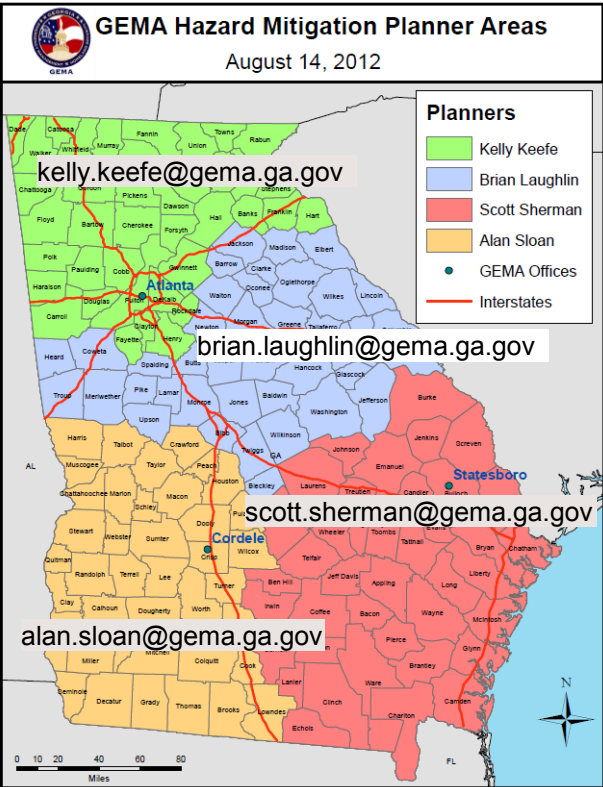 GEMA Hazard Mitigation Planner Areas
August 14, 2012
GEMA
Planners
Kelly Keefe
Brian Laughlin
Scott Sherman
Alan Sloan
GEMA Offices
Interstates
Dade
Catoosa
Walker
Whitfield
Murray
Fannin
Union
Towns
Rabun
kelly.keefe@gema.ga.gov
Chattooga
Gordon
Pickens
Dawson
Stephens
Floyd
Bartow
Cherokee
Forsyth
Hall
Banks
Franklin
Hart
Polk
Paulding
Cobb
Gwinnett
Jackson
Madison
Elbert
Barrow
Clarke
Oglethorpe
Oconee
Haralson
Douglas
Fulton
Atlanta
DeKalb
Rockdale
Walton
Wilkes
Lincoln
Carroll
Clayton
Fayette
Henry
Newton
Morgan
Greene
Taliaferro
brian.laughlin@gema.ga.gov
Heard
Coweta
Spalding
Butts
Hancock
Glascock
Troup
Meriwether
Pike
Lamar
Monroe
Jones
Baldwin
Washington
Jefferson
Burke
Upson
Bibb
Wilkinson
Twiggs
GA
Harris
Talbot
Crawford
Peach
Houston
Bleckley
Johnson
Jenkins
Screven
Emanuel
AL
Muscogee
Taylor
Macon
Laurens
Treutlen
Candler
Bulloch
Statesboro
Chattahoochee
Marion
Schley
Dooly
scott.sherman@gema.ga.gov
Stewart
Webster
Sumter
Crisp
Cordele
Wilcox
Wheeler
Toombs
Tattnall
Evans
Bryan
Chatham
Quitman
Randolph
Terrell
Lee
Turner
Telfair
Ben Hill
Jeff Davis
Appling
Long
Liberty
Clay
Calhoun
Dougherty
Worth
Irwin
Coffee
Bacon
Wayne
McIntosh
alan.sloan@gema.ga.gov
Pierce
Glynn
Miller
Mitchell
Colquitt
Cook
Brantley
Seminole
Decatur
Grady
Thomas
Brooks
Lowndes
Lanier
Clinch
Ware
Charlton
Camden
Echols
FL
N
0 10 20 40 60 80
Miles